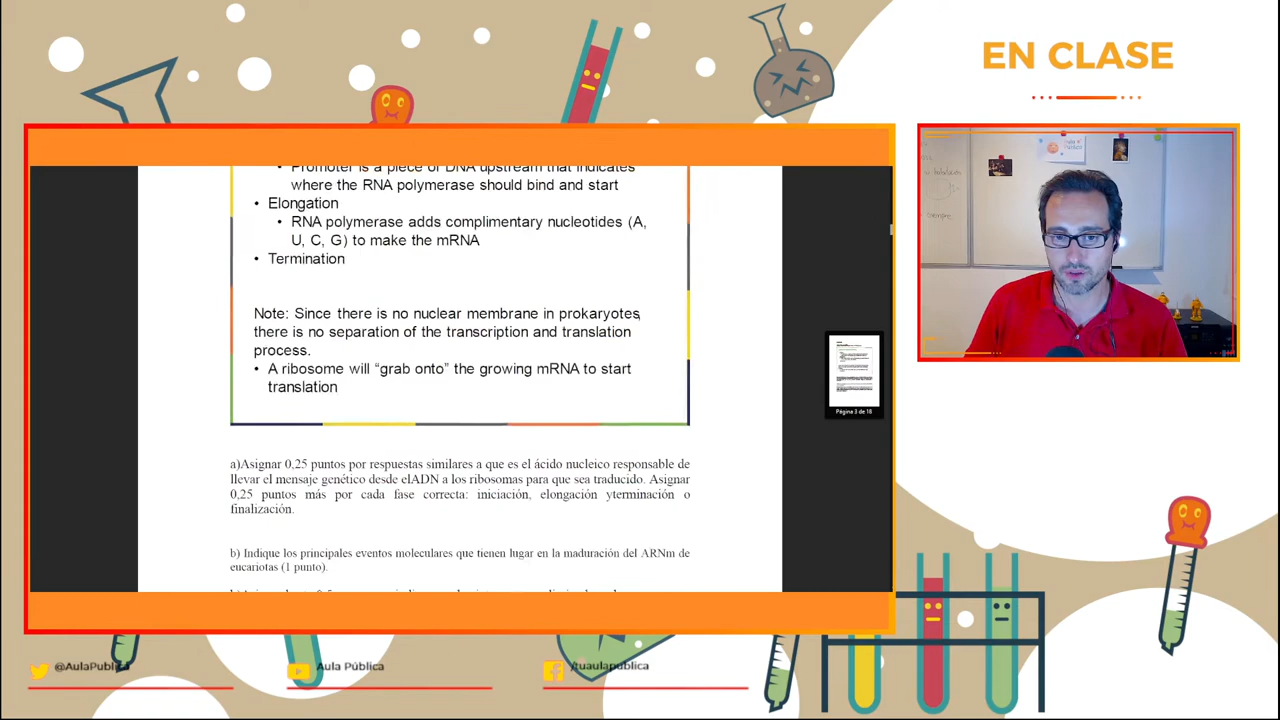 EN CLASE
• Promoter is a piece of DNA upstream that indicates
where the RNA polymerase should bind and start
• Elongation
• RNA polymerase adds complimentary nucleotides (A,
U, C, G) to make the mRNA
• Termination
Note: Since there is no nuclear membrane in prokaryotes,
there is no separation of the transcription and translation
process.
• A ribosome will “grab onto” the growing mRNA to start
translation
a)Asignar 0,25 puntos por respuestas similares a que es el ácido nucleico responsable de
llevar el mensaje genético desde elADN a los ribosomas para que sea traducido. Asignar
0,25 puntos más por cada fase correcta: iniciación, elongación yterminación o
finalización.
b) Indique los principales eventos moleculares que tienen lugar en la maduración del ARNm de
eucariotas (1 punto).
Página 3 de 18
Aula
Pública
@AulaPublica
Aula Pública
/tuaulapublica